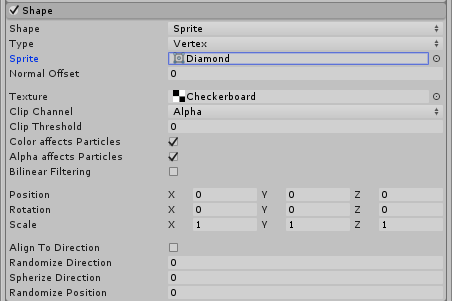 Shape
Shape Sprite
Type Vertex
Sprite Diamond
Normal Offset 0
Texture Checkerboard
Clip Channel Alpha
Clip Threshold 0
Color affects Particles
Alpha affects Particles
Bilinear Filtering
Position X 0 Y 0 Z 0
Rotation X 0 Y 0 Z 0
Scale X 1 Y 1 Z 1
Align To Direction
Randomize Direction 0
Spherize Direction 0
Randomize Position 0